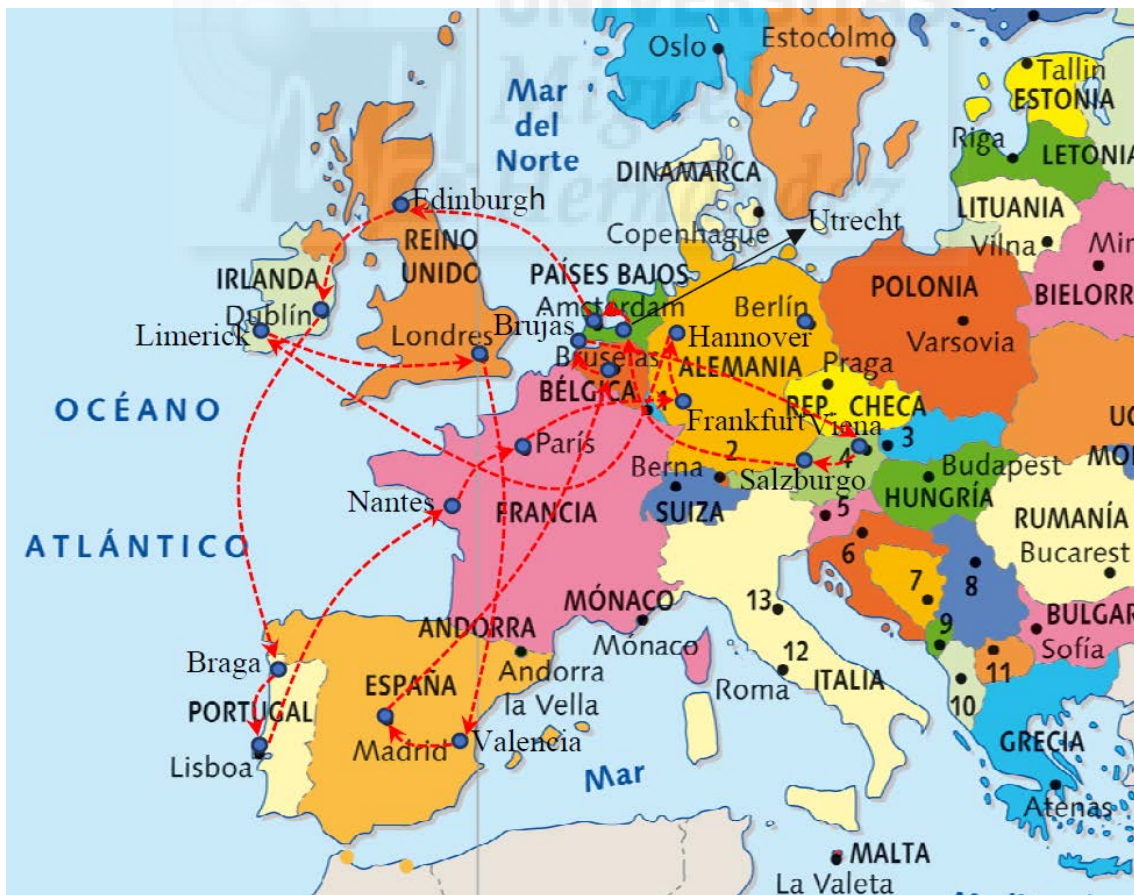 UNIVERSITAS
Miguel
Hernández
Oslo
Estocolmo
Mar
del
Norte
Tallin
ESTONIA
Riga
LETONIA
DINAMARCA
LITUANIA
Copenhague
Utrecht
Vilna
Edinburgh
REINO
UNIDO
IRLANDA
Dublín
PAÍSES BAJOS
Amsterdam
Berlín
POLONIA
BIELORR
Limerick
Londres
Brujas
Hannover
Varsovia
Bruselas
ALEMANIA
Praga
BÉLGICA
1
REP. CHECA
OCÉANO
Frankfurt
Viena
3
París
2
4
Berna
Salzburgo
Budapest
HUNGRÍA
Nantes
FRANCIA
SUIZA
5
RUMANÍA
ATLÁNTICO
6
Bucarest
7
8
MÓNACO
13
BULGAR
ANDORRA
Mónaco
9
Sofía
Braga
Andorra
la Vella
12
11
ESPAÑA
Roma
ITALIA
10
PORTUGAL
Madrid
Valencia
GRECIA
Lisboa
Mar
Atenas
MALTA
La Valeta